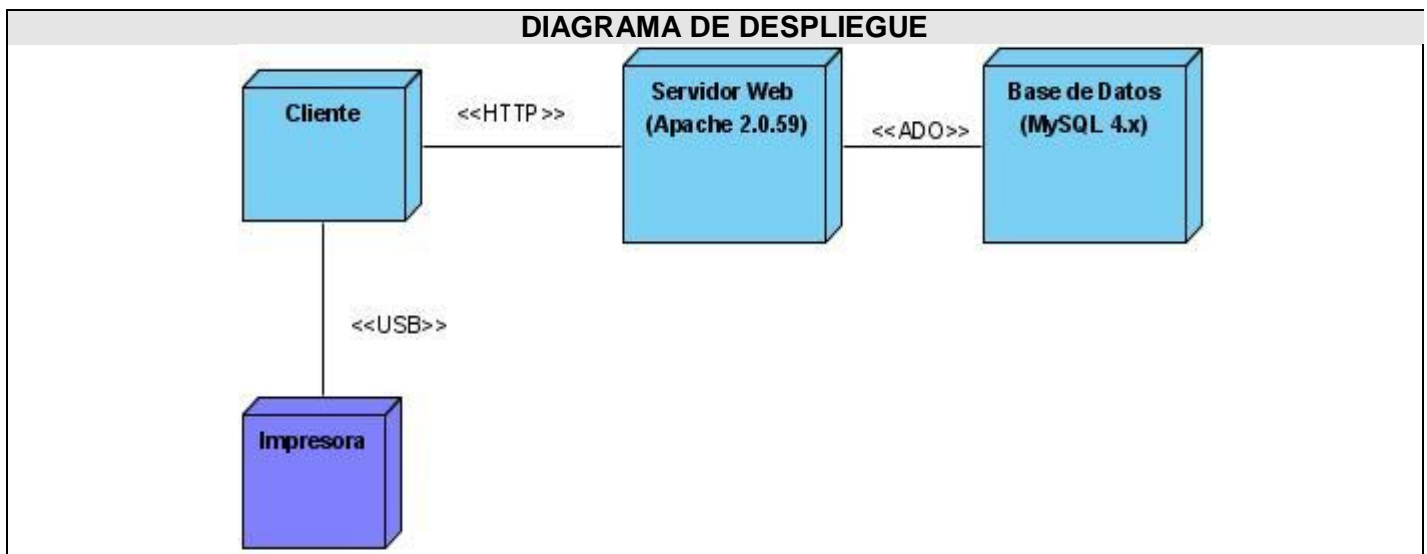 DIAGRAMA DE DESPLIEGUE
Cliente
<<HTTP>>
Servidor Web
(Apache 2.0.59)
<<ADO>>
Base de Datos
(MySQL 4.x)
<<USB>>
Impresora